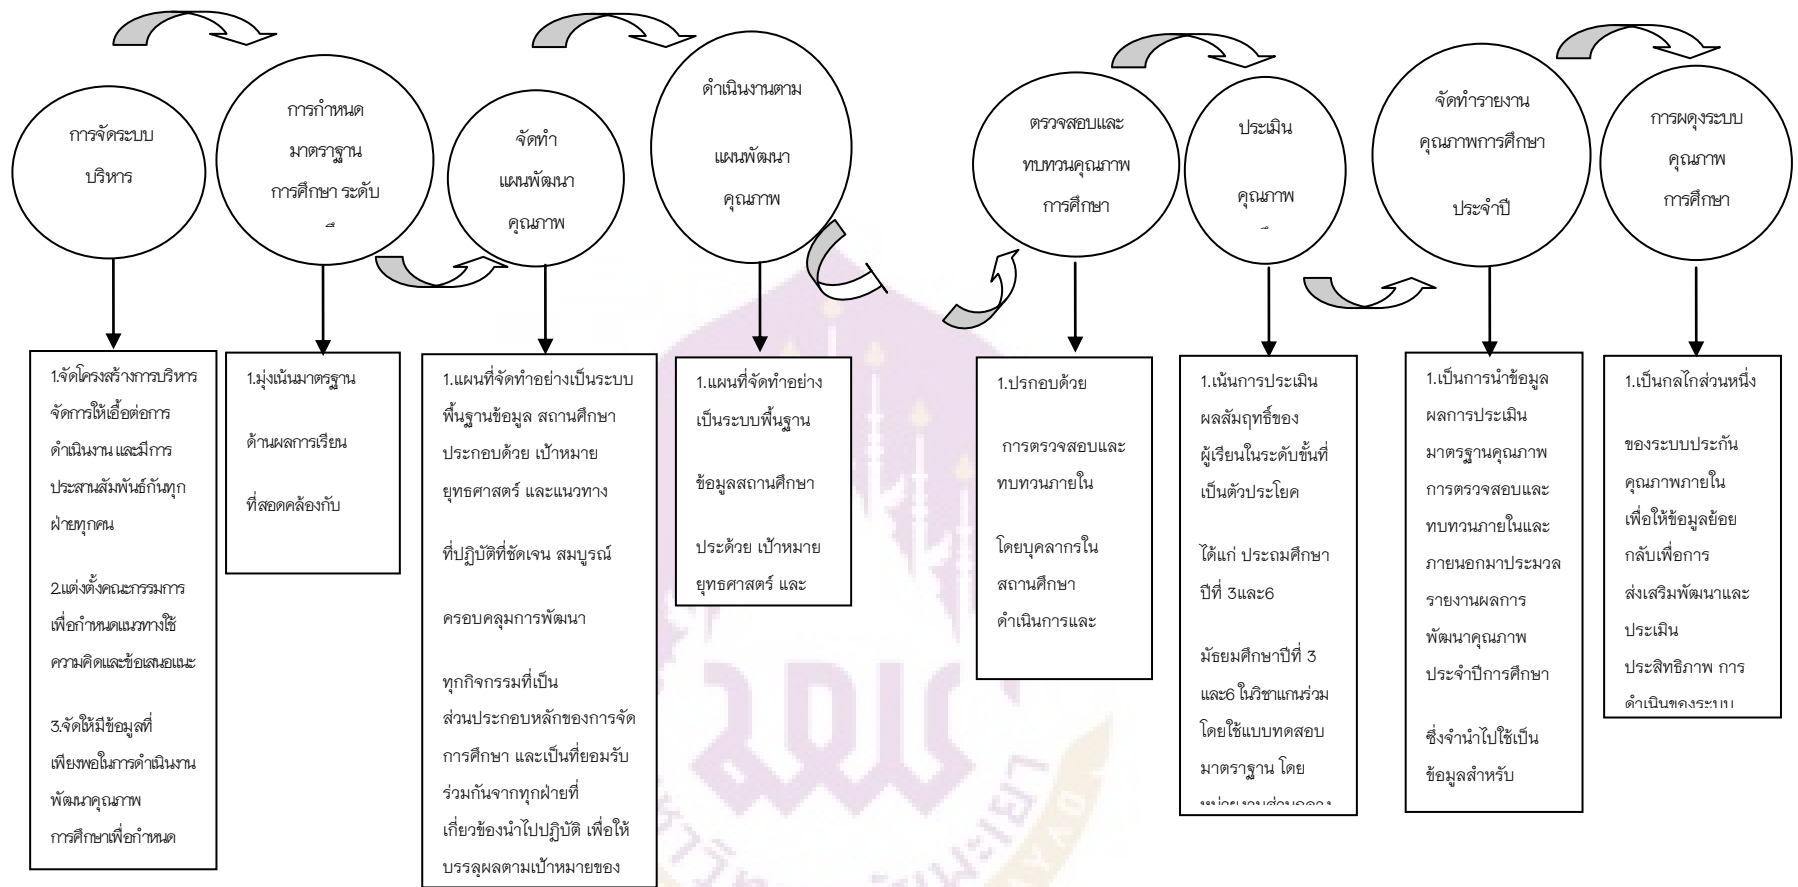 การจัดระบบ
บริหาร
การกำหนด
มาตราฐาน
การศึกษา ระดับ
จัดทำ
แผนพัฒนา
คุณภาพ
ดำเนินงานตาม
แผนพัฒนา
คุณภาพ
ตรวจสอบและ
ทบทวนคุณภาพ
การศึกษา
ประเมิน
คุณภาพ
จัดทำรายงาน
คุณภาพการศึกษา
ประจำปี
การผดุงระบบ
คุณภาพ
การศึกษา
1.จัดโครงสร้างการบริหาร
จัดการให้เอื้อต่อการ
ดำเนินงาน และมีการ
ประสานสัมพันธ์กันทุก
ฝ่ายทุกคน
2.แต่งตั้งคณะกรรมการ
เพื่อกำหนดแนวทางใช้
ความคิดและข้อเสนอแนะ
3.จัดให้มีข้อมูลที่
เพียงพอในการดำเนินงาน
พัฒนาคุณภาพ
การศึกษาเพื่อกำหนด
1.มุ่งเน้นมาตรฐาน
ด้านผลการเรียน
ที่สอดคล้องกับ
1.แผนที่จัดทำอย่างเป็นระบบ
พื้นฐานข้อมูล สถานศึกษา
ประกอบด้วย เป้าหมาย
ยุทธศาสตร์ และแนวทาง
ที่ปฏิบัติที่ชัดเจน สมบูรณ์
ครอบคลุมการพัฒนา
ทุกกิจกรรมที่เป็น
ส่วนประกอบหลักของการจัด
การศึกษา และเป็นที่ยอมรับ
ร่วมกันจากทุกฝ่ายที่
เกี่ยวข้องนำไปปฏิบัติ เพื่อให้
บรรลุผลตามเป้าหมายของ
1.แผนที่จัดทำอย่าง
เป็นระบบพื้นฐาน
ข้อมูลสถานศึกษา
ประด้วย เป้าหมาย
ยุทธศาสตร์ และ
1.ปรกอบด้วย
การตรวจสอบและ
ทบทวนภายใน
โดยบุคลากรใน
สถานศึกษา
ดำเนินการและ
1.เน้นการประเมิน
ผลสัมฤทธิ์ของ
ผู้เรียนในระดับขั้นที่
เป็นตัวประโยค
ได้แก่ ประถมศึกษา
ปีที่ 3และ6
มัธยมศึกษาปีที่ 3
และ6 ในวิชาแกนร่วม
โดยใช้แบบทดสอบ
มาตราฐาน โดย
หน่วยงานส่วนกลาง
1.เป็นการนำข้อมูล
ผลการประเมิน
มาตรฐานคุณภาพ
การตรวจสอบและ
ทบทวนภายในและ
ภายนอกมาประมวล
รายงานผลการ
พัฒนาคุณภาพ
ประจำปีการศึกษา
ซึ่งจำนำไปใช้เป็น
ข้อมูลสำหรับ
1.เป็นกลไกส่วนหนึ่ง
ของระบบประกัน
คุณภาพภายใน
เพื่อให้ข้อมูลย้อย
กลับเพื่อการ
ส่งเสริมพัฒนาและ
ประเมิน
ประสิทธิภาพ การ
ดำเนินของระบบ